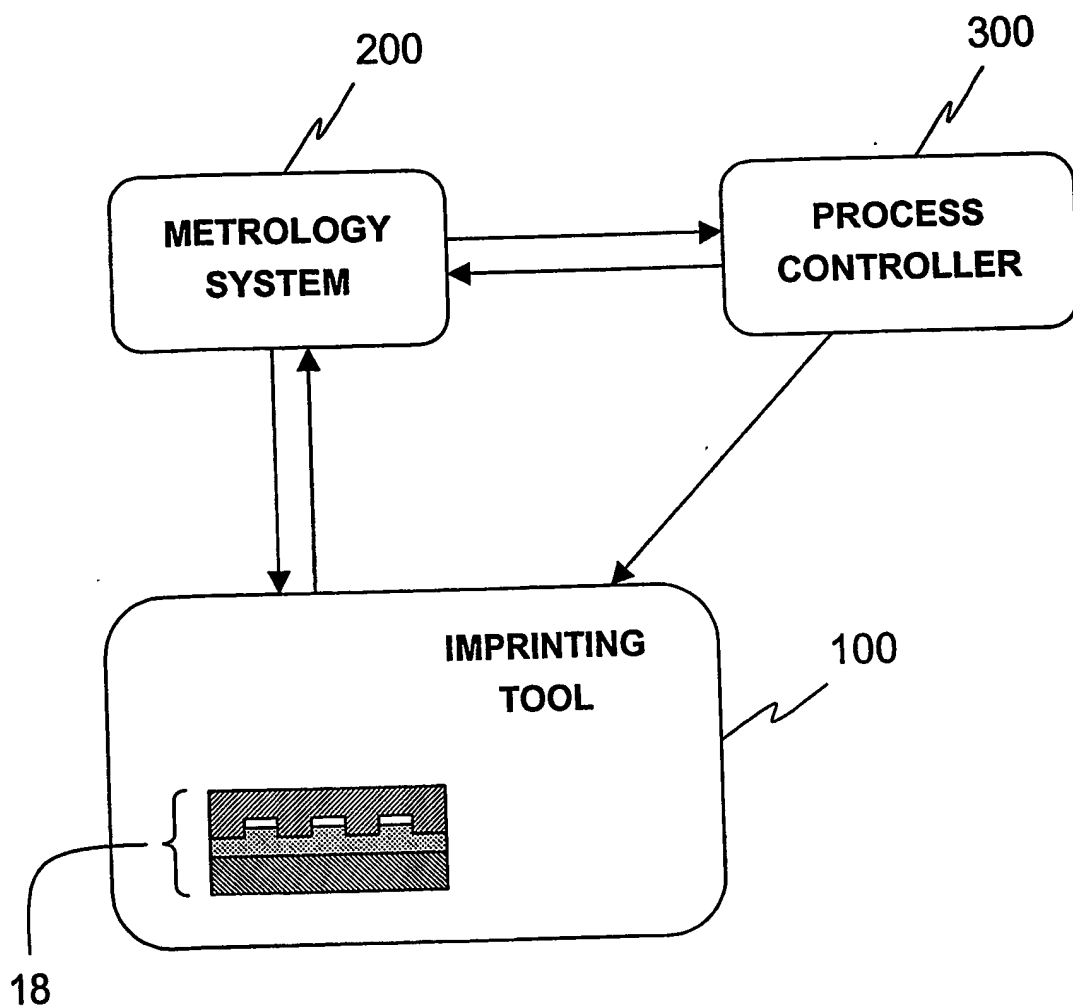 200
300
METROLOGY
SYSTEM
PROCESS
CONTROLLER
IMPRINTING
TOOL
100
18